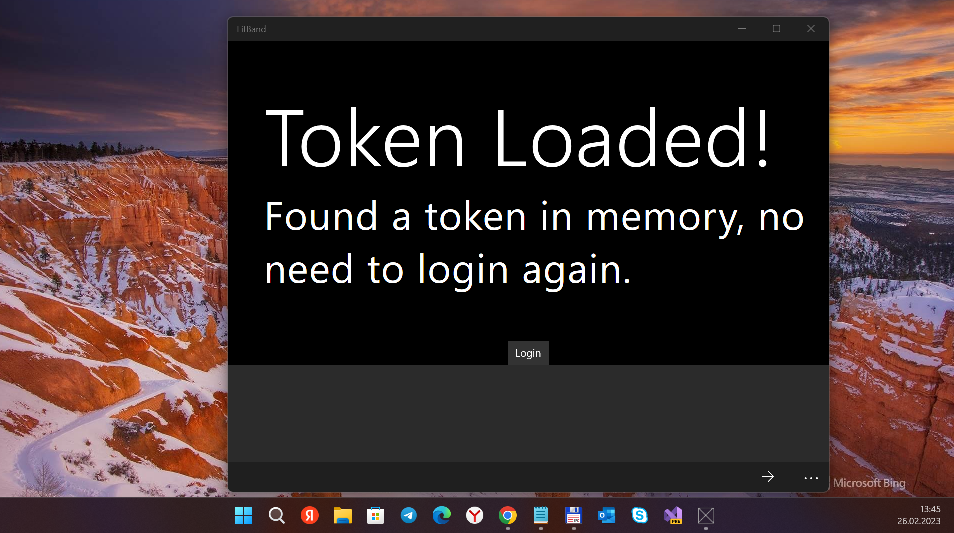 LilBand
Token Loaded!
Found a token in memory, no
need to login again.
Login
Microsoft Bing
13:45
26.02.2023